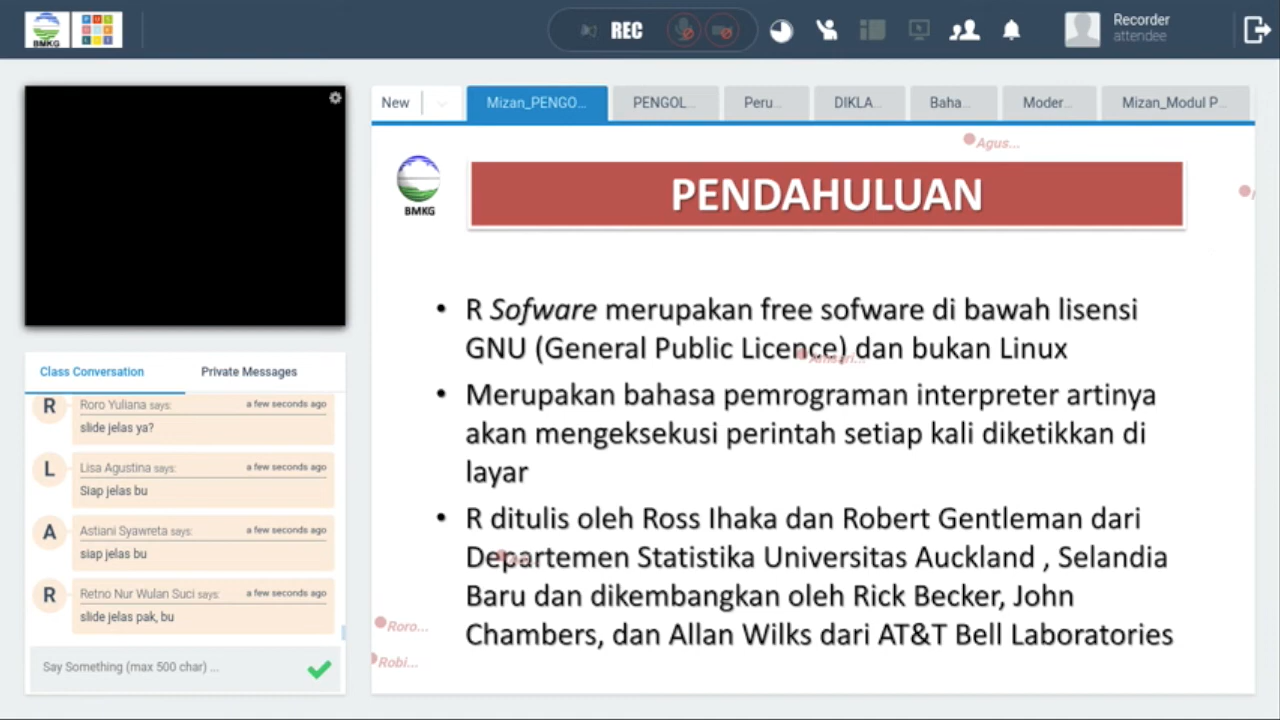 BMKG
REC
Recorder
attendee
New
Mizan_PENGO...
PENGOL...
Peru...
DIKLA...
Baha...
Moder...
Mizan_Modul P...
Agus...
BMKG
PENDAHULUAN
• R Sofware merupakan free sofware di bawah lisensi
GNU (General Public Licence) dan bukan Linux
• Merupakan bahasa pemrograman interpreter artinya
akan mengeksekusi perintah setiap kali diketikkan di
layar
• R ditulis oleh Ross Ihaka dan Robert Gentleman dari
Departemen Statistika Universitas Auckland , Selandia
Baru dan dikembangkan oleh Rick Becker, John
Chambers, dan Allan Wilks dari AT&T Bell Laboratories
Roro...
Robi...
Class Conversation
Private Messages
R
Roro Yuliana says:
a few seconds ago
slide jelas ya?
L
Lisa Agustina says:
a few seconds ago
Siap jelas bu
A
Astiani Syawreta says:
a few seconds ago
siap jelas bu
R
Retno Nur Wulan Suci says:
a few seconds ago
slide jelas pak, bu
Say Something (max 500 char) ...